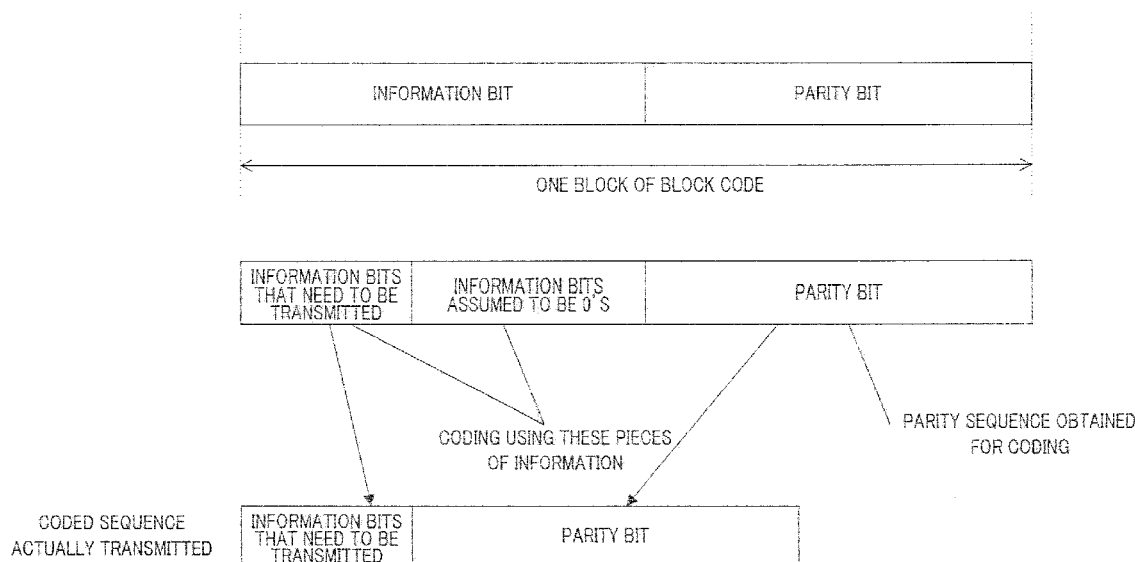 INFORMATION BIT
PARITY BIT
ONE BLOCK OF BLOCK CODE
INFORMATION BITS
THAT NEED TO BE
TRANSMITTED
INFORMATION BITS
ASSUMED TO BE 0'S
PARITY BIT
CODING USING THESE PIECES
OF INFORMATION
PARITY SEQUENCE OBTAINED
FOR CODING
CODED SEQUENCE
ACTUALLY TRANSMITTED
INFORMATION BITS
THAT NEED TO BE
TRANSMITTED
PARITY BIT